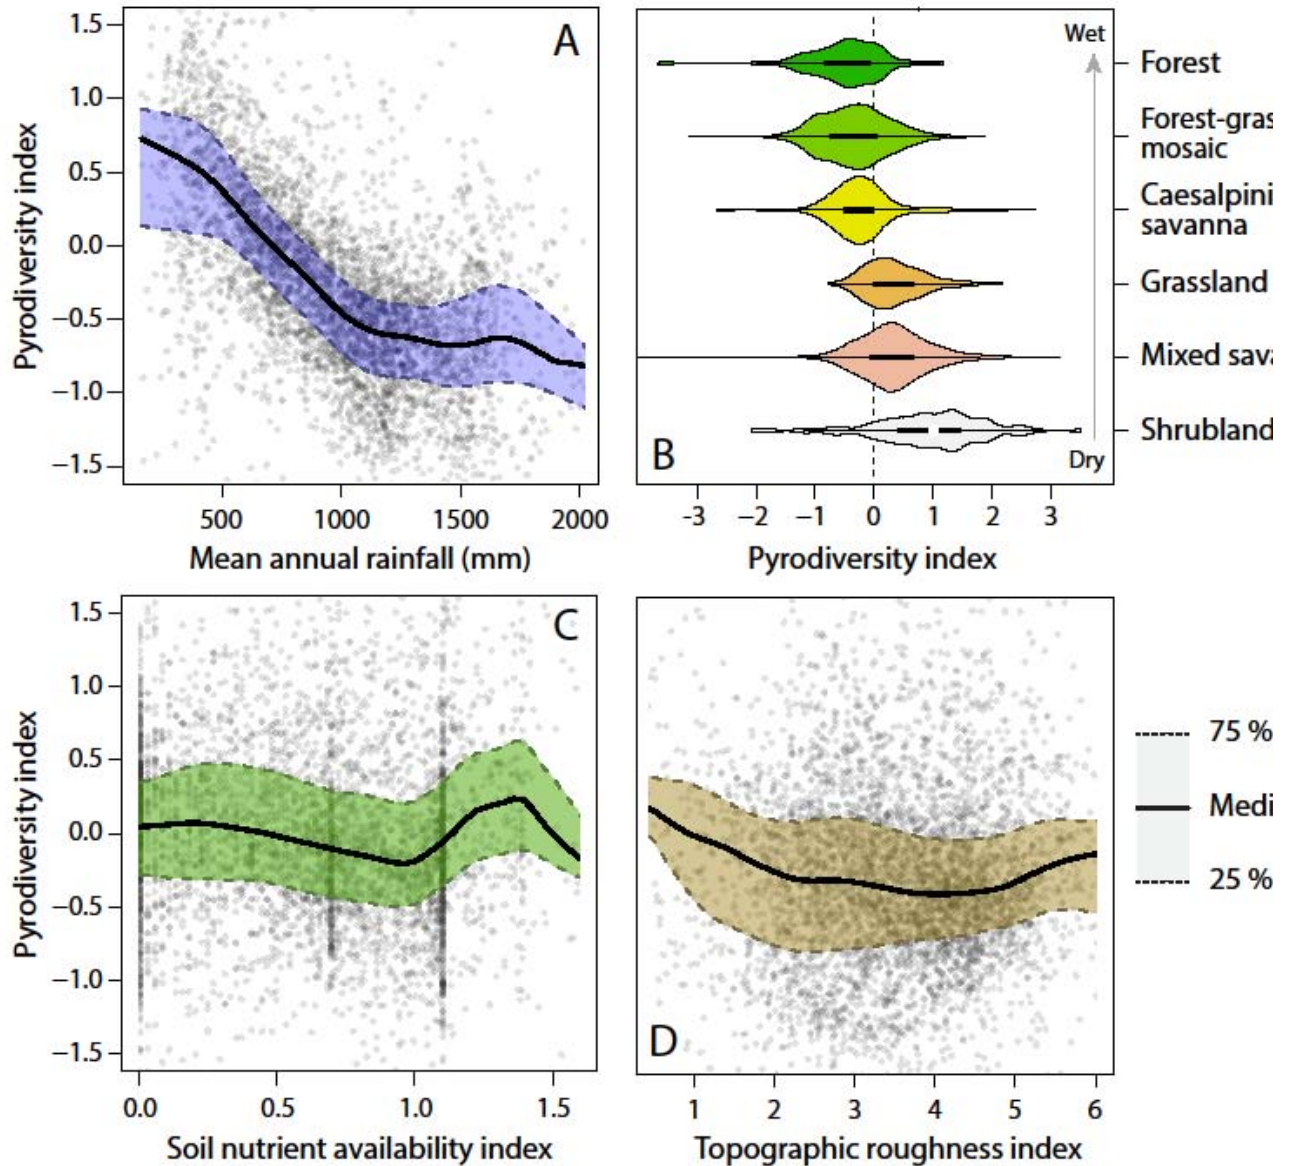 A
1.5
1.0
0.5
0.0
−0.5
−1.0
−1.5
Pyrodiversity index
500 1000 1500 2000
Mean annual rainfall (mm)
B
Wet
Dry
Forest
Forest-gras
mosaic
Caesalpini
savanna
Grassland
Mixed sava
Shrubland
-3 −2 −1 0 1 2 3
Pyrodiversity index
C
1.5
1.0
0.5
0.0
−0.5
−1.0
−1.5
Pyrodiversity index
0.0 0.5 1.0 1.5
Soil nutrient availability index
D
1 2 3 4 5 6
Topographic roughness index
75 %
Medi
25 %